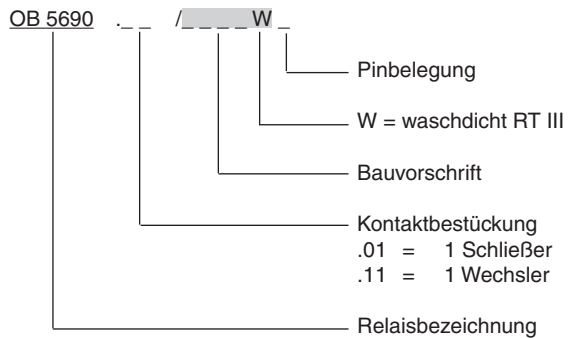 OB 5690 ._ _ /_ _ _ _ W _
Pinbelegung
W = waschdicht RT III
Bauvorschrift
Kontaktbestückung
.01 = 1 Schließer
.11 = 1 Wechsler
Relaisbezeichnung